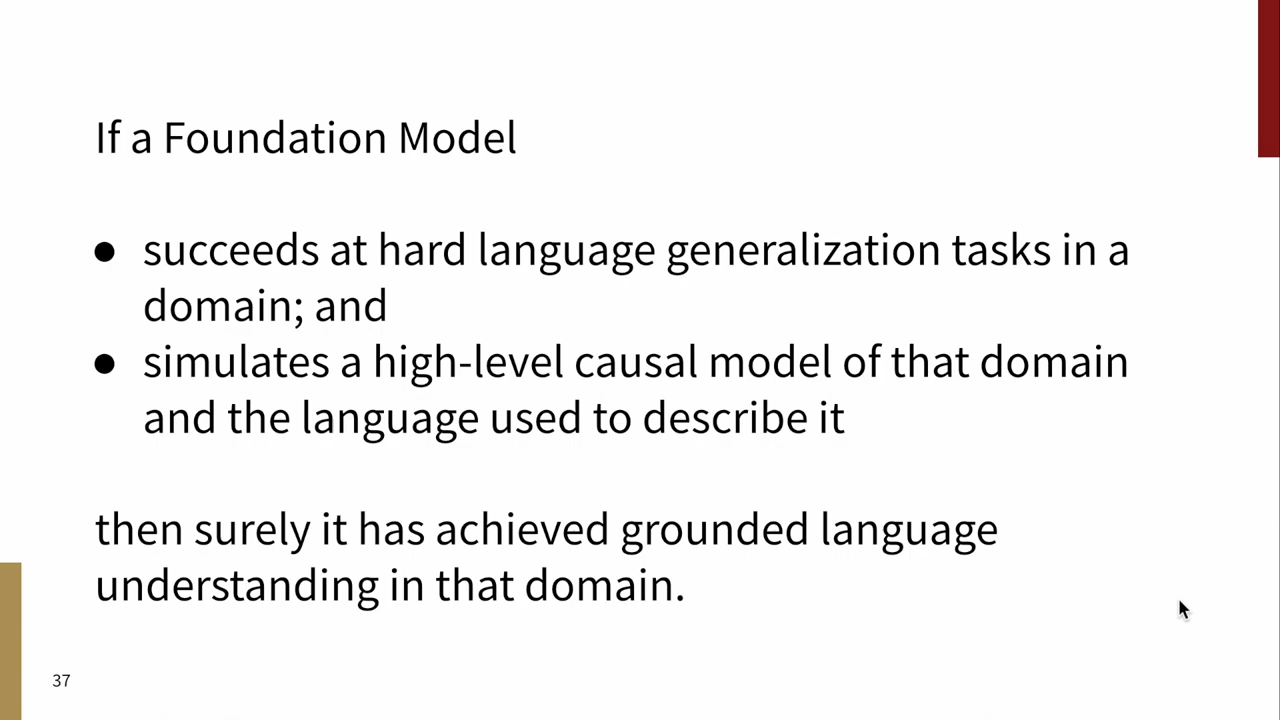 If a Foundation Model
● succeeds at hard language generalization tasks in a
domain; and
● simulates a high-level causal model of that domain
and the language used to describe it
then surely it has achieved grounded language
understanding in that domain.
37